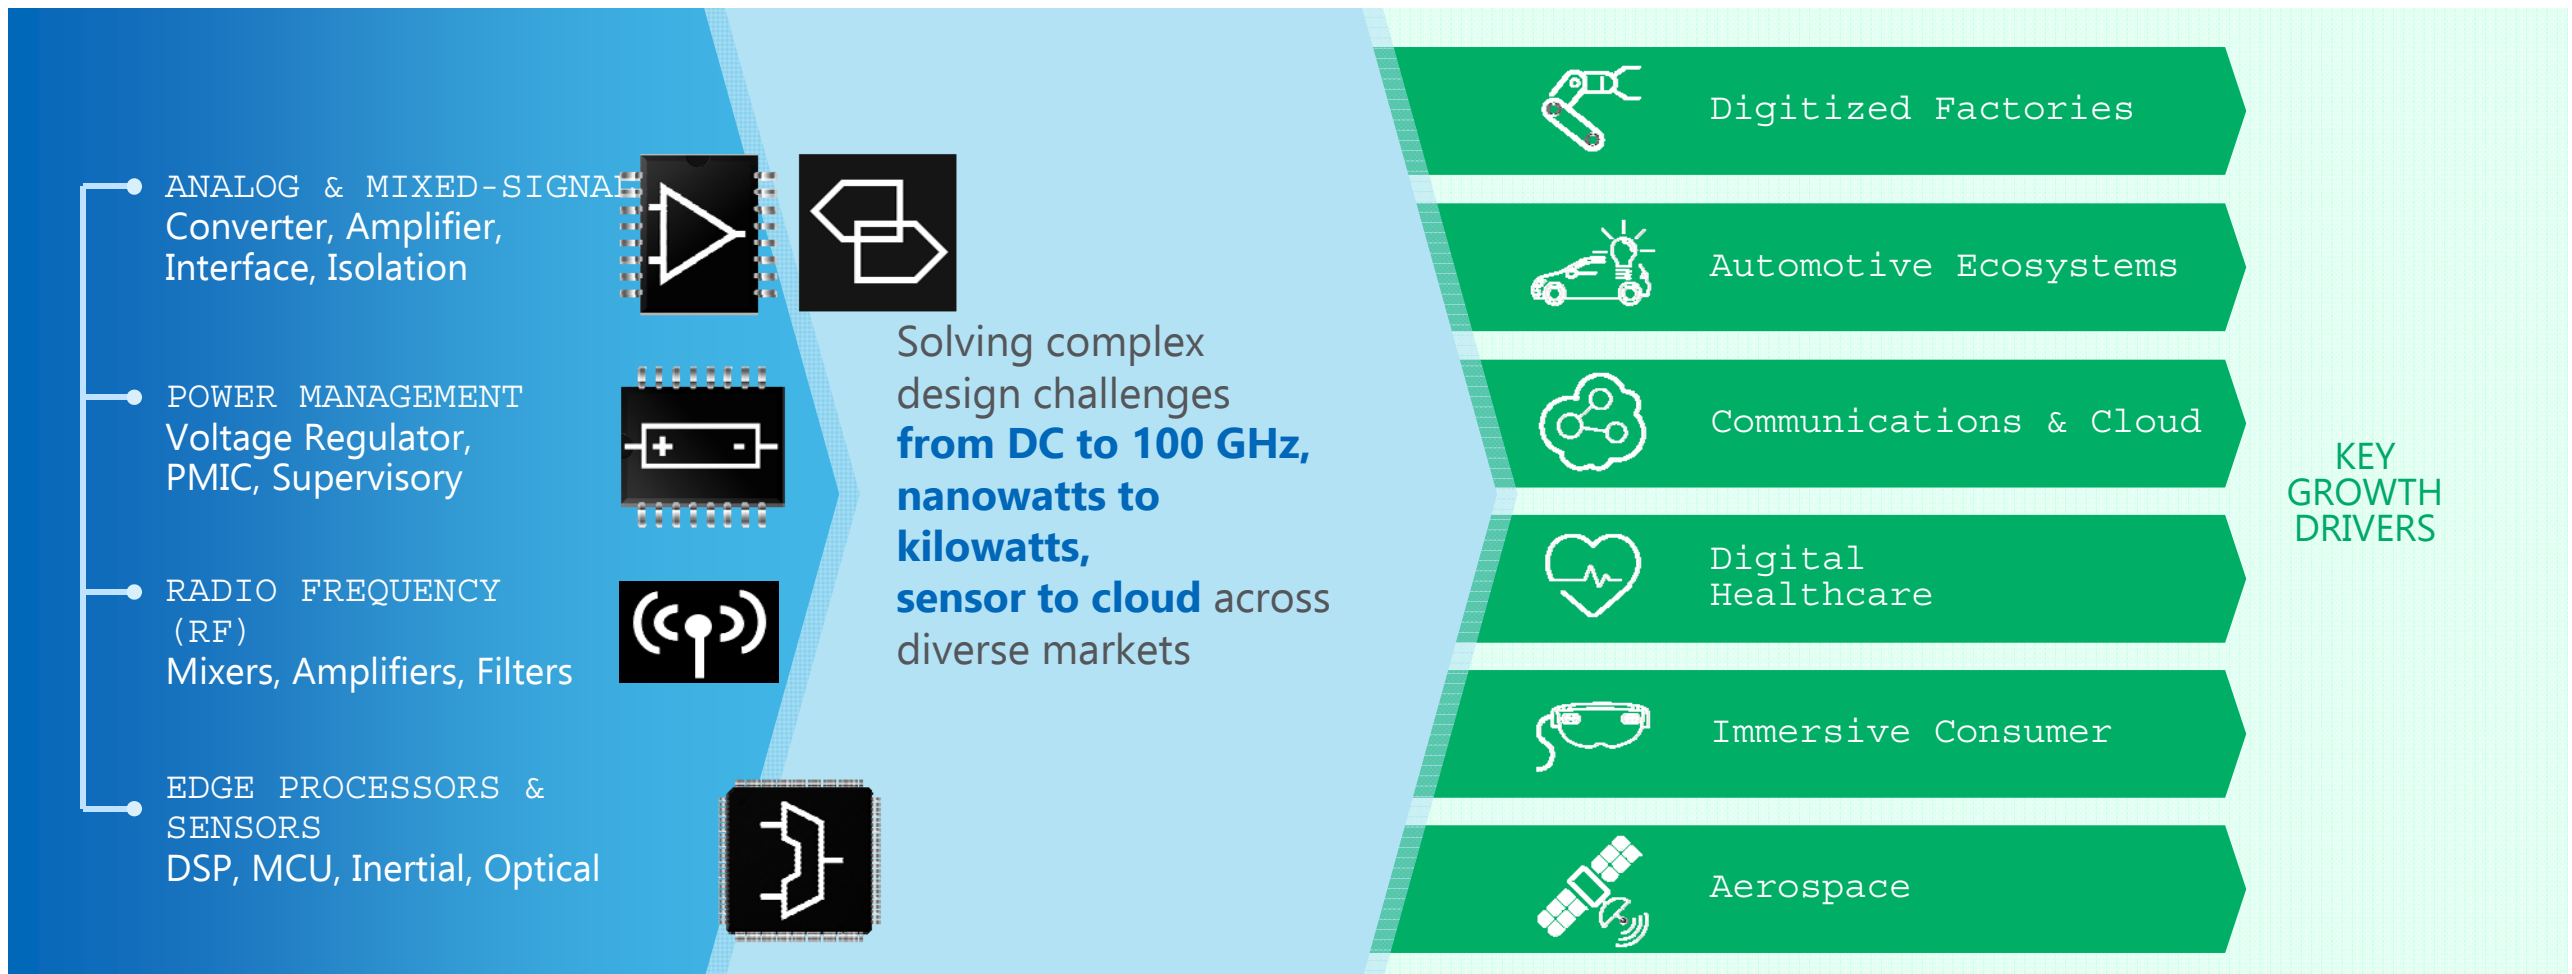 ANALOG & MIXED-SIGNAL
Converter, Amplifier,
Interface, Isolation
POWER MANAGEMENT
Voltage Regulator,
PMIC, Supervisory
RADIO FREQUENCY
(RF)
Mixers, Amplifiers, Filters
EDGE PROCESSORS &
SENSORS
DSP, MCU, Inertial, Optical
Solving complex
design challenges
from DC to 100 GHz,
nanowatts to
kilowatts,
sensor to cloud across
diverse markets
Digitized Factories
Automotive Ecosystems
Communications & Cloud
Digital
Healthcare
Immersive Consumer
Aerospace
KEY
GROWTH
DRIVERS